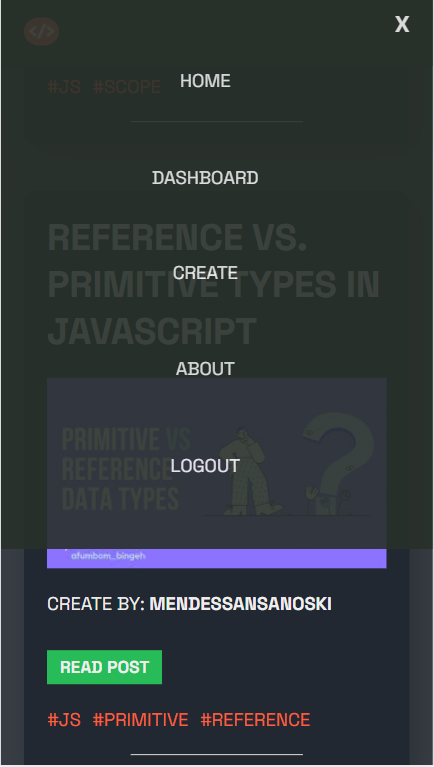 </>
X
#JS #SCOPE
HOME
DASHBOARD
REFERENCE VS.
CREATE
PRIMITIVE TYPES IN
JAVASCRIPT
ABOUT
PRIMITIVE VS
REFERENCE
LOGOUT
DATA TYPES
afumbom_bingeh
CREATE BY: MENDESSANSANOSKI
READ POST
#JS #PRIMITIVE #REFERENCE